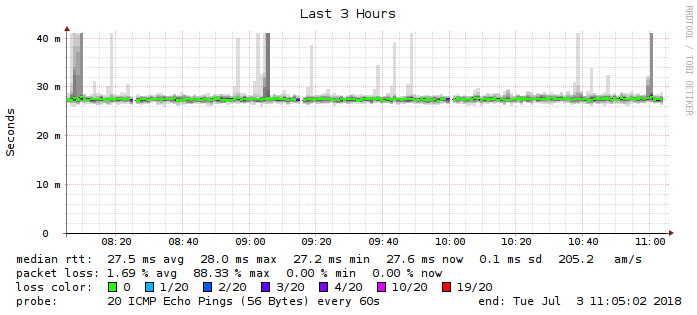 Last 3 Hours
RRDTOOL / TOBI OETIKER
Seconds
40 m
30 m
20 m
10 m
0
08:20 08:40 09:00 09:20 09:40 10:00 10:20 10:40 11:00
median rtt: 27.5 ms avg 28.0 ms max 27.2 ms min 27.6 ms now 0.1 ms sd 205.2 am/s
packet loss: 1.69 % avg 88.33 % max 0.00 % min 0.00 % now
loss color: 0 1/20 2/20 3/20 4/20 10/20 19/20
probe: 20 ICMP Echo Pings (56 Bytes) every 60s end: Tue Jul 3 11:05:02 2018